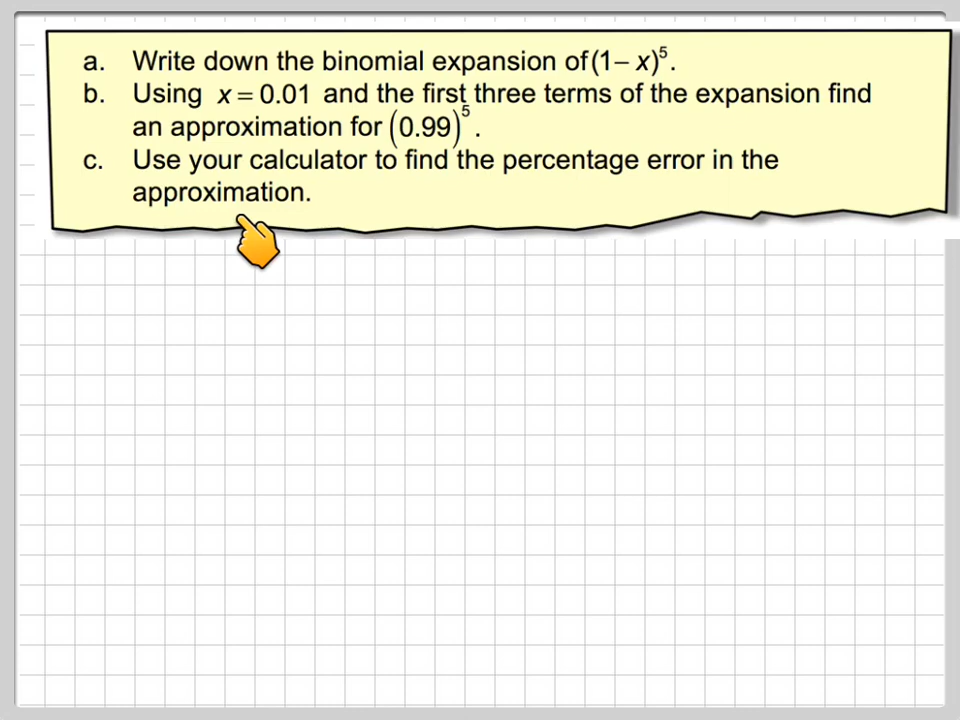 a. Write down the binomial expansion of (1– x)⁵.
b. Using x = 0.01 and the first three terms of the expansion find
an approximation for (0.99)⁵.
c. Use your calculator to find the percentage error in the
approximation.